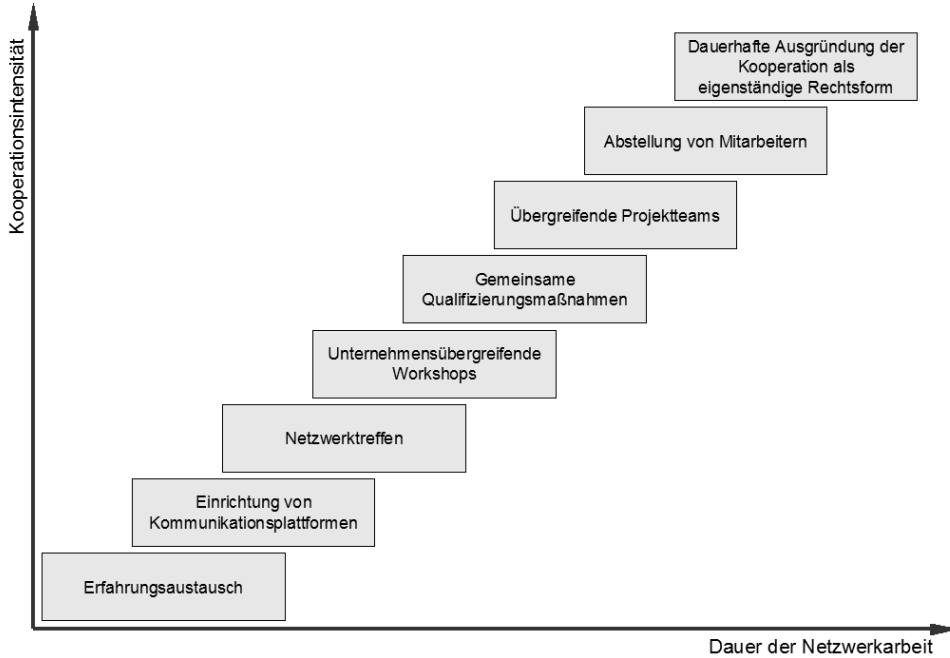 Kooperationsintensität
Dauerhafte Ausgründung der
Kooperation als
eigenständige Rechtsform
Abstellung von Mitarbeitern
Übergreifende Projektteams
Gemeinsame
Qualifizierungsmaßnahmen
Unternehmensübergreifende
Workshops
Netzwerktreffen
Einrichtung von
Kommunikationsplattformen
Erfahrungsaustausch
Dauer der Netzwerkarbeit